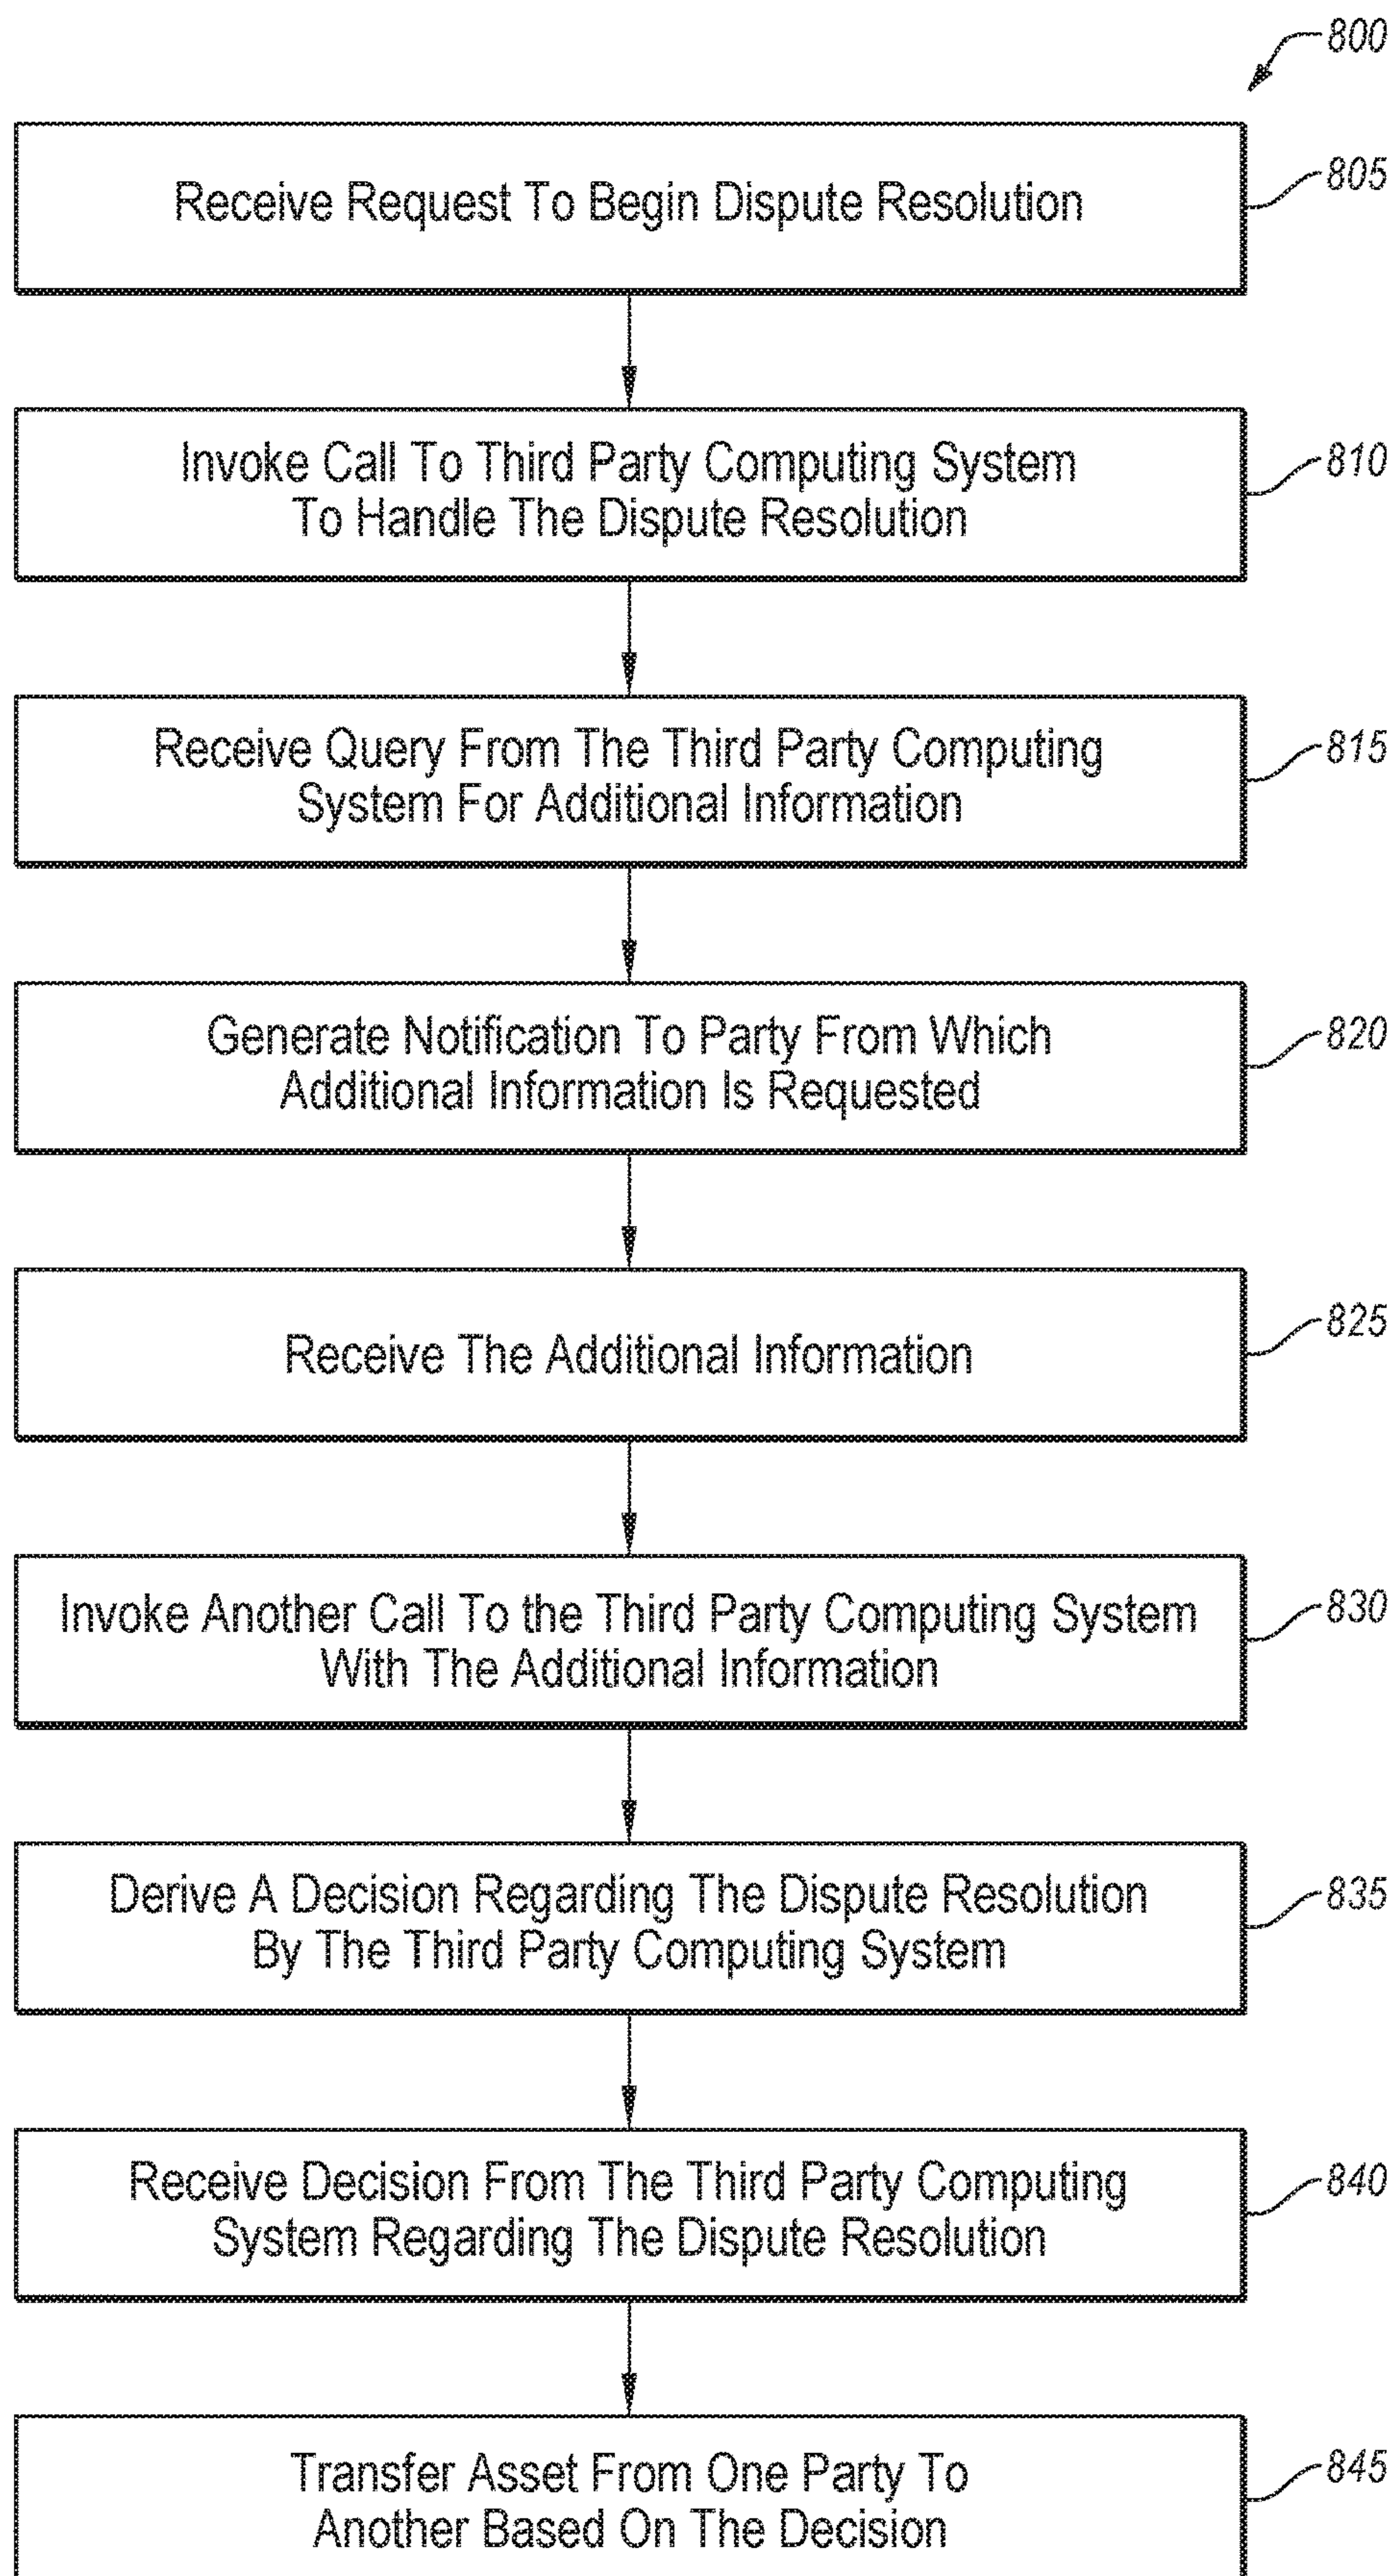 800
Receive Request To Begin Dispute Resolution
805
Invoke Call To Third Party Computing System
To Handle The Dispute Resolution
810
Receive Query From The Third Party Computing
System For Additional Information
815
Generate Notification To Party From Which
Additional Information Is Requested
820
Receive The Additional Information
825
Invoke Another Call To the Third Party Computing System
With The Additional Information
830
Derive A Decision Regarding The Dispute Resolution
By The Third Party Computing System
835
Receive Decision From The Third Party Computing
System Regarding The Dispute Resolution
840
Transfer Asset From One Party To
Another Based On The Decision
845